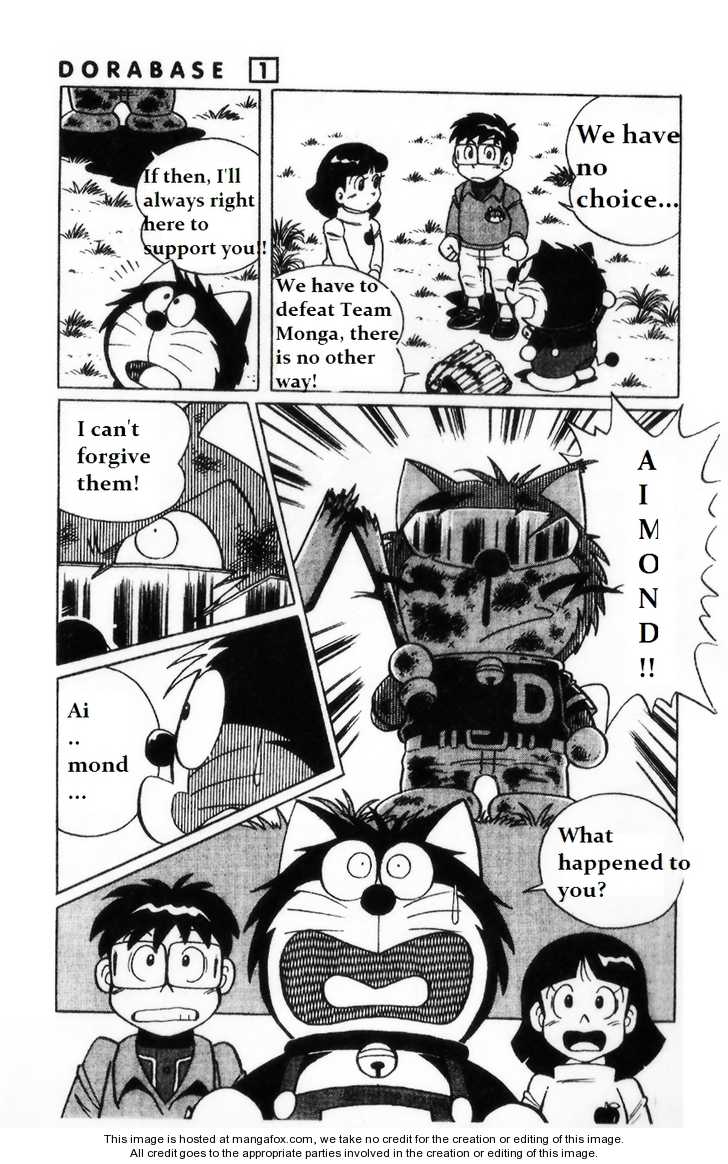 DORABASE 1
If then, I'll
always right
here to
support you!!
We have
no
choice...
We have to
defeat Team
Monga, there
is no other
way!
I can't
forgive
them!
A
I
M
O
N
D
!!
D
Ai
..
mond
...
What
happened to
you?
This image is hosted at mangafox.com, we take no credit for the creation or editing of this image.
All credit goes to the appropriate parties involved in the creation or editing of this image.